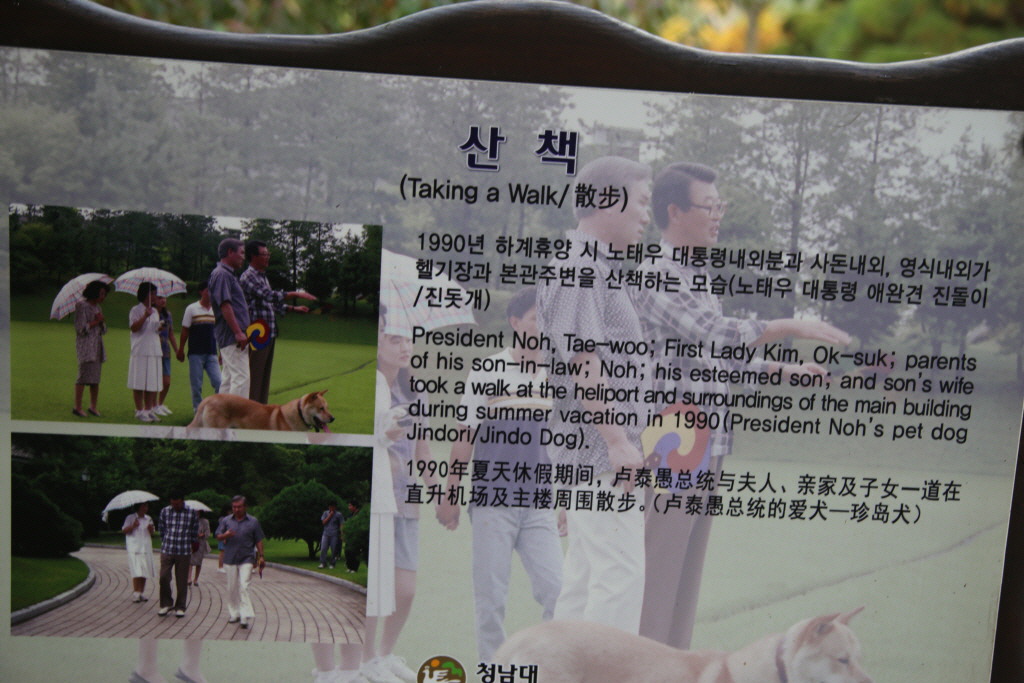 산 책
(Taking a Walk/散步)
1990년 하계휴양 시 노태우 대통령내외분과 사돈내외, 영식내외가
헬기장과 본관주변을 산책하는 모습(노태우 대통령 애완견 진돌이
/진돗개)
President Noh, Tae-woo; First Lady Kim, Ok-suk; parents
of his son-in-law; Noh; his esteemed son; and son's wife
took a walk at the heliport and surroundings of the main building
during summer vacation in 1990(President Noh's pet dog
Jindori/Jindo Dog).
1990年夏天休假期间，卢泰愚总统与夫人、亲家及子女一道在
直升机场及主楼周围散步。（卢泰愚总统的爱犬—珍岛犬）
청남대